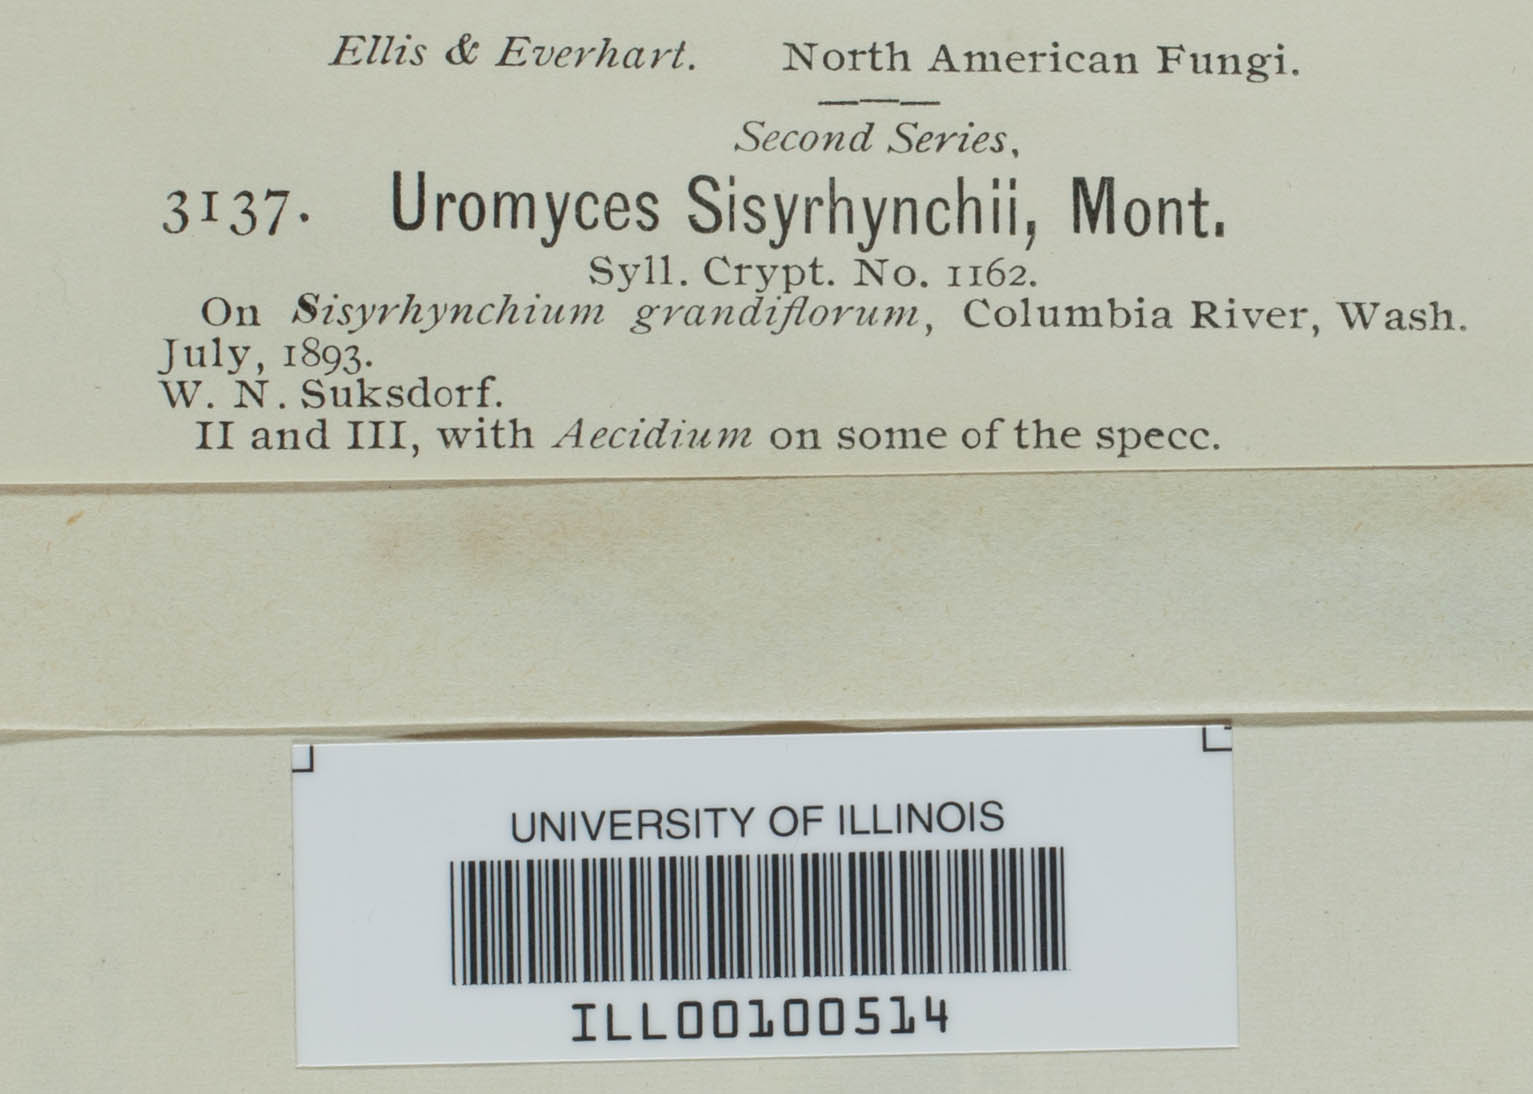 Ellis & Everhart. North American Fungi.
Second Series,
3137. Uromyces Sisyrhynchii, Mont.
Syll. Crypt. No. 1162.
On Sisyrhynchium grandiflorum, Columbia River, Wash.
July, 1893.
W. N. Suksdorf.
II and III, with Aecidium on some of the specc.
UNIVERSITY OF ILLINOIS
ILL00100514